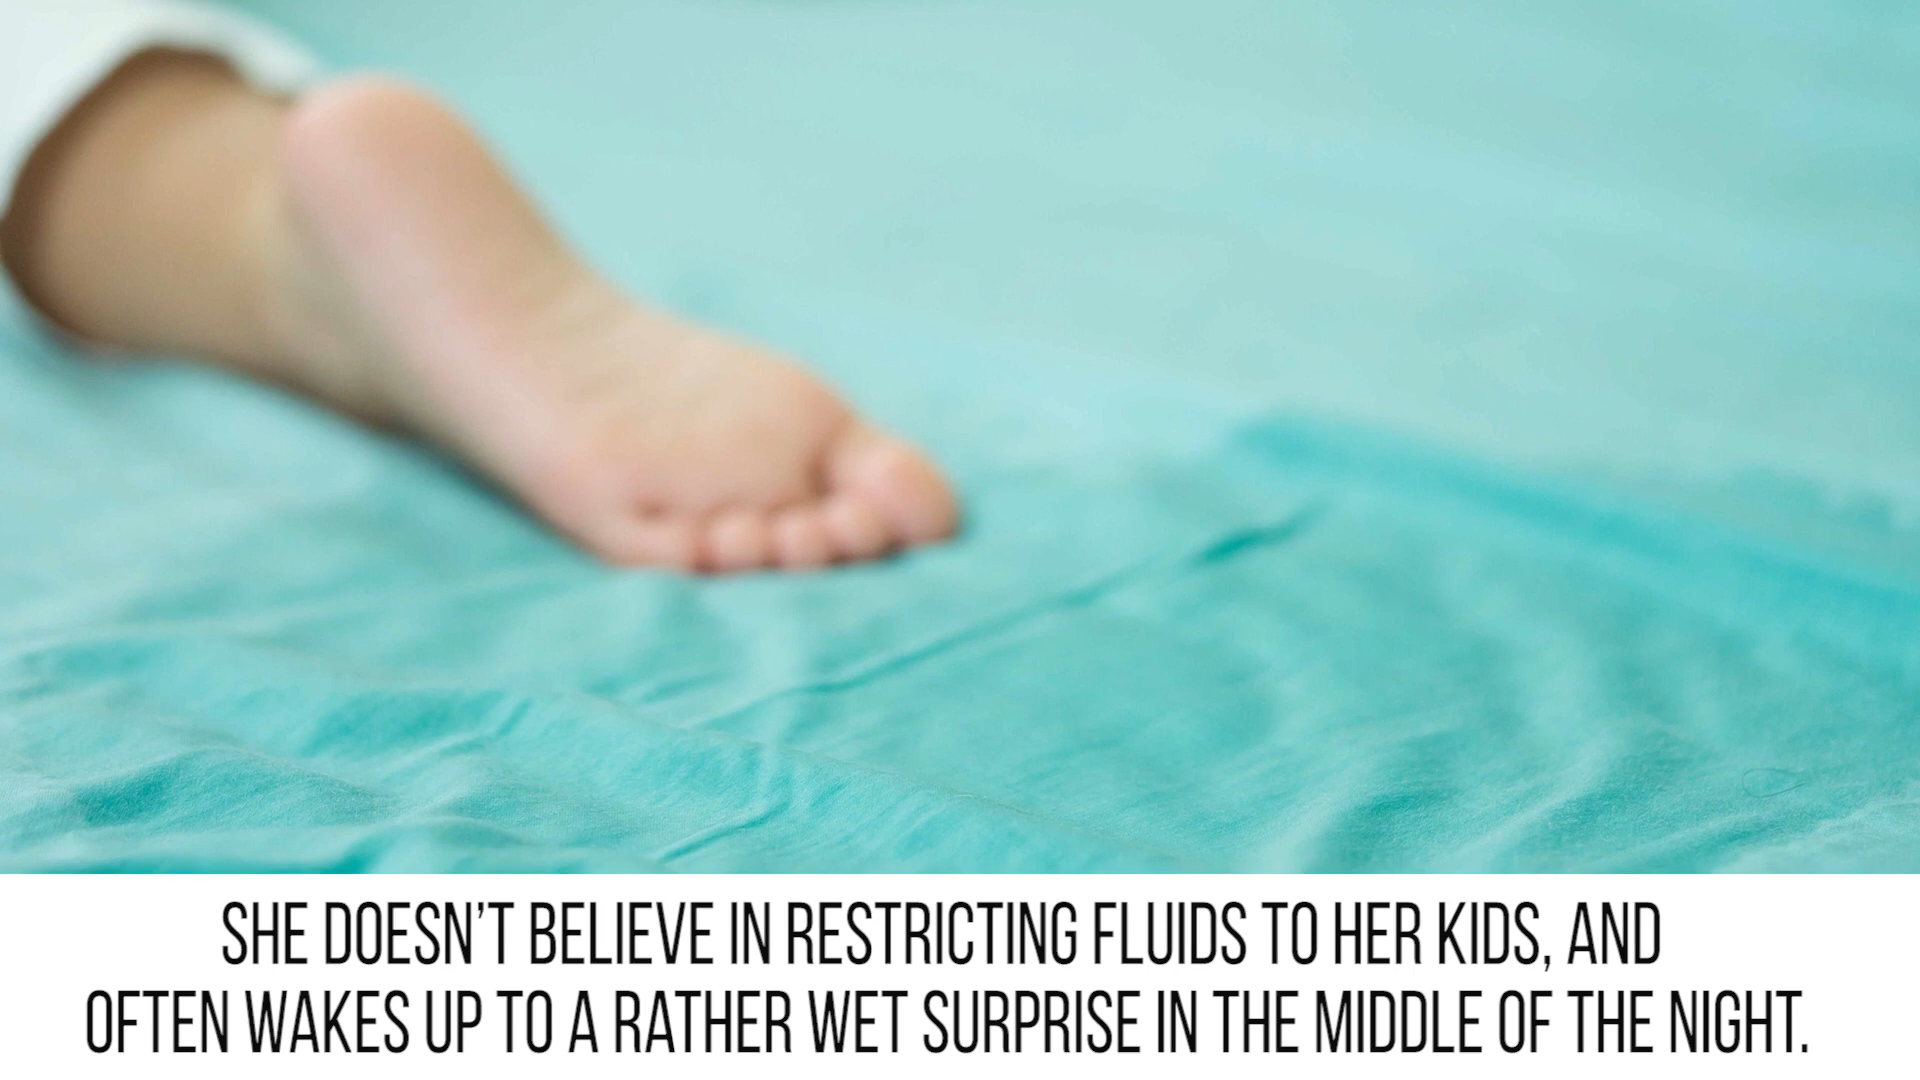 SHE DOESN'T BELIEVE IN RESTRICTING FLUIDS TO HER KIDS, AND
OFTEN WAKES UP TO A RATHER WET SURPRISE IN THE MIDDLE OF THE NIGHT.